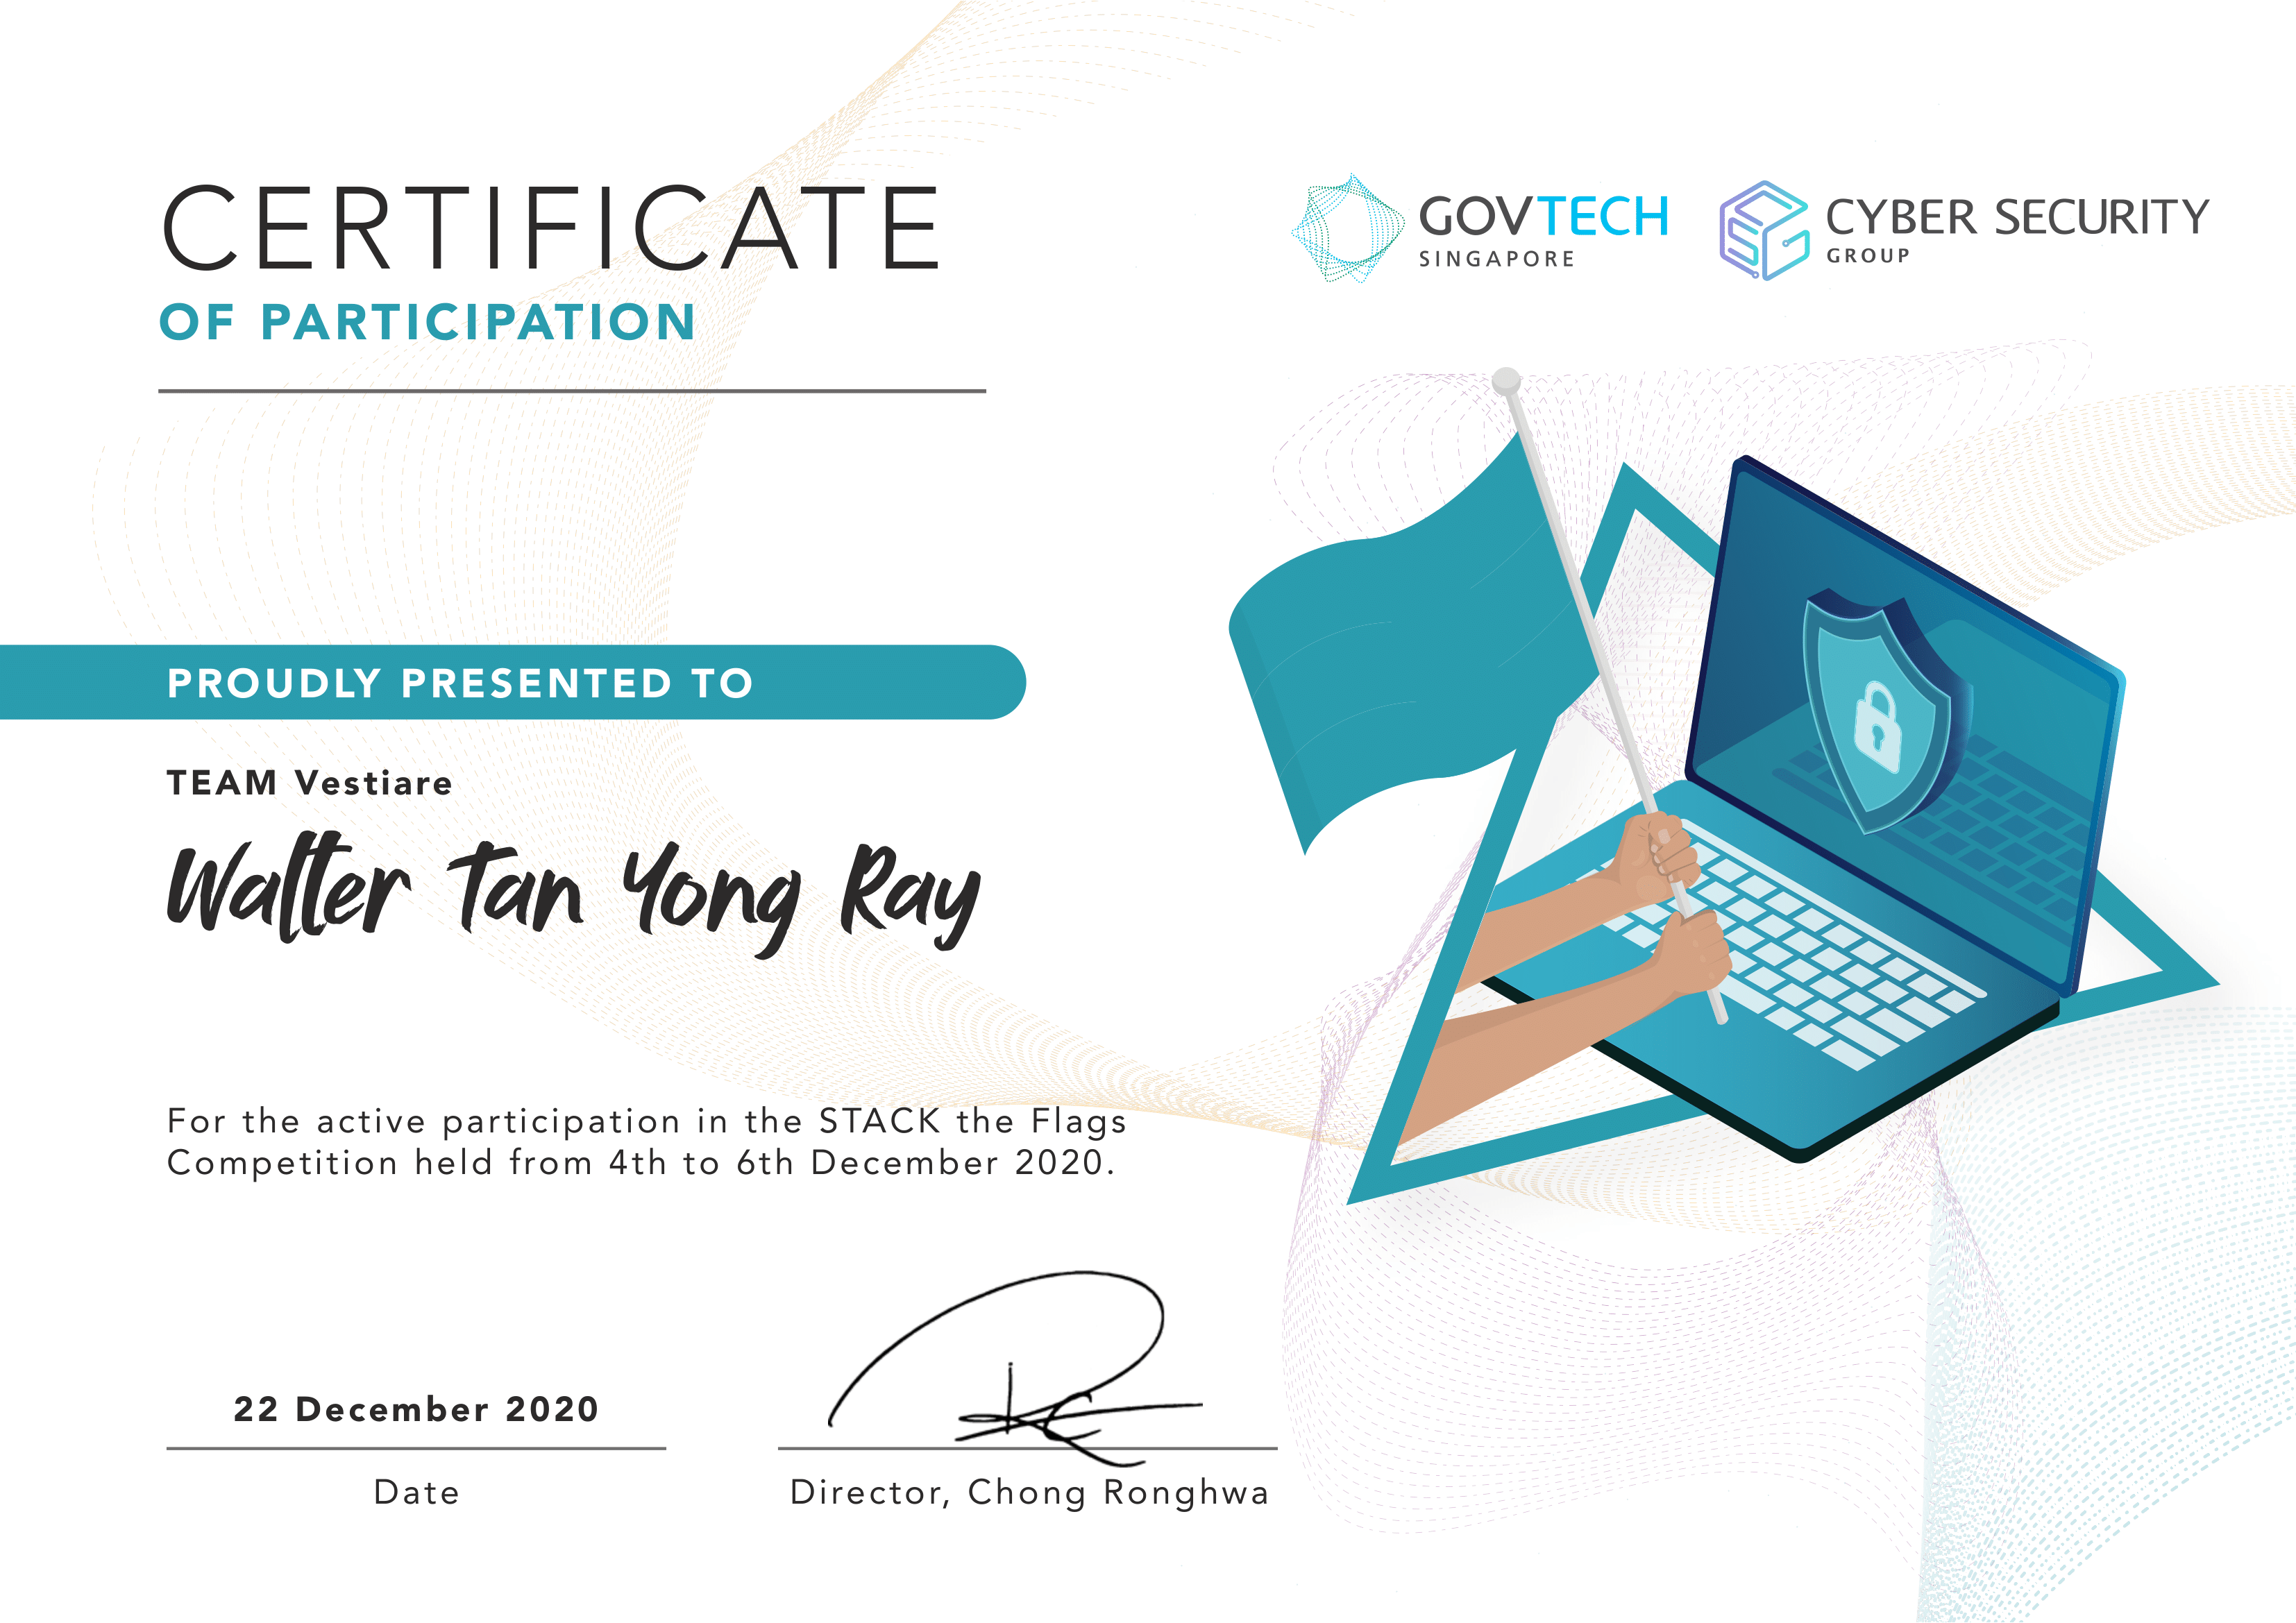 CERTIFICATE
OF PARTICIPATION
GOVTECH
SINGAPORE
CYBER SECURITY
GROUP
PROUDLY PRESENTED TO
TEAM Vestiare
Walter Tan Yong Ray
For the active participation in the STACK the Flags
Competition held from 4th to 6th December 2020.
22 December 2020
Date
Director, Chong Ronghwa